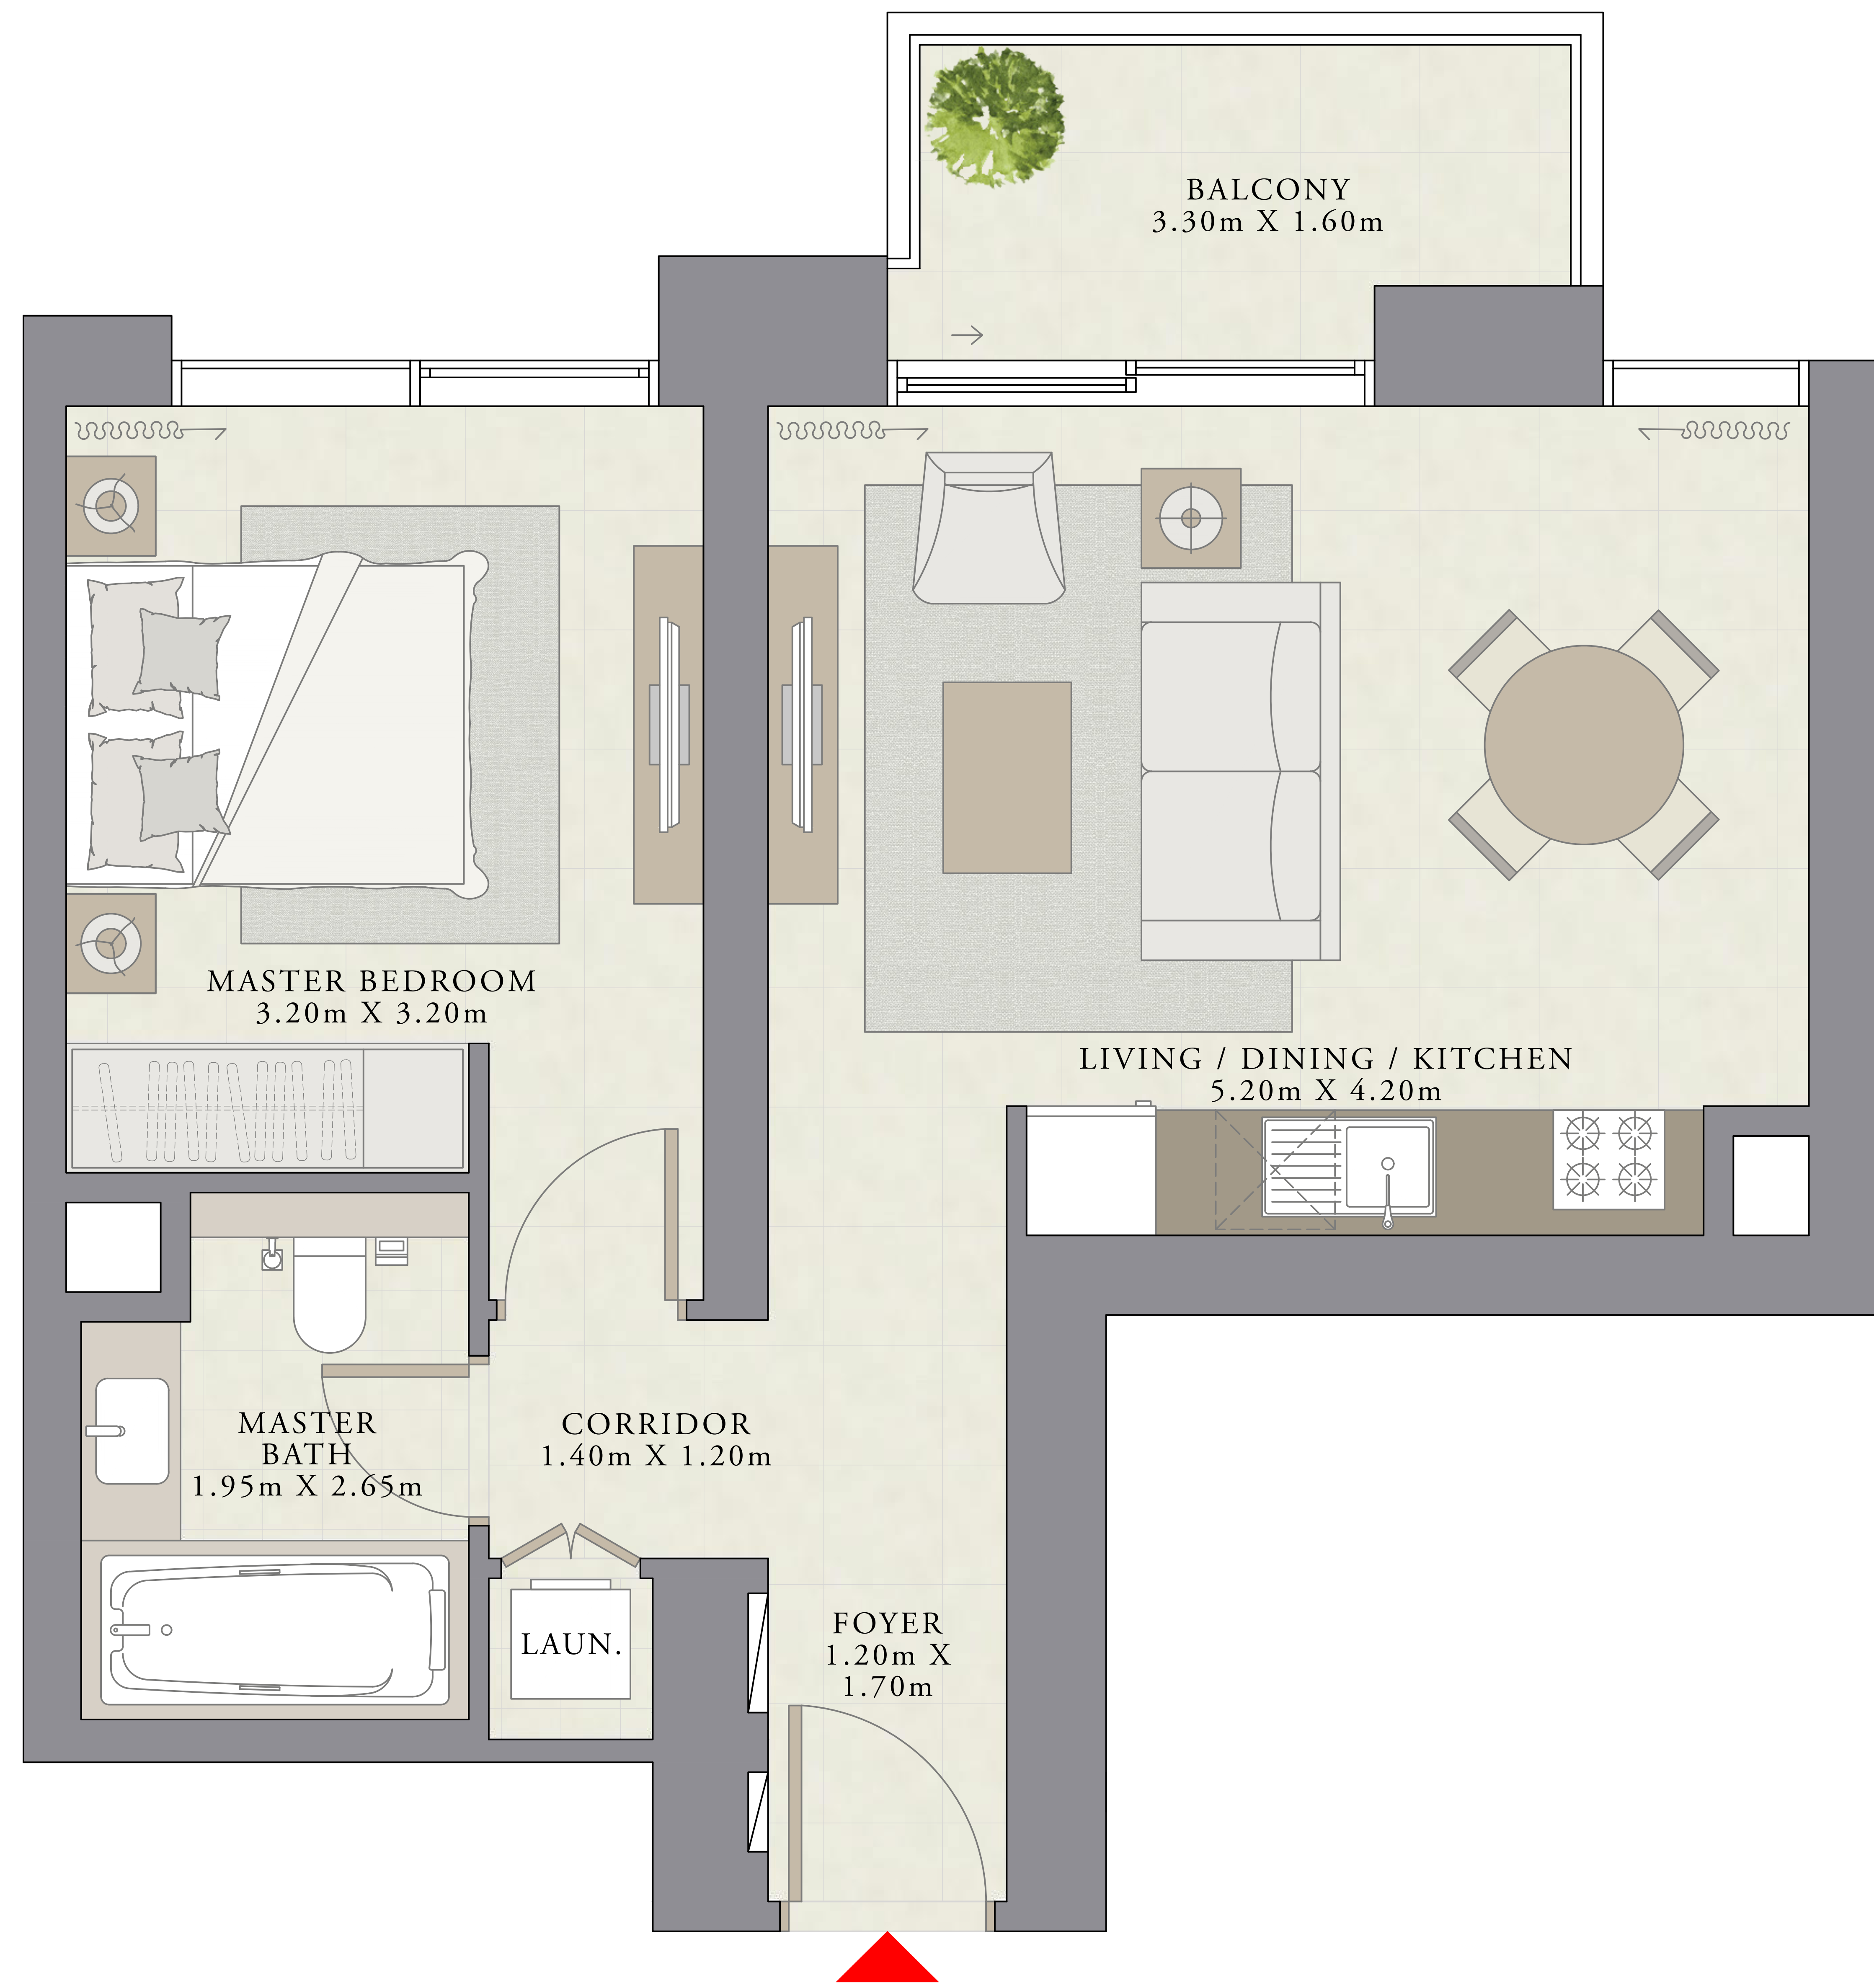 BALCONY
3.30m X 1.60m
MASTER BEDROOM
3.20m X 3.20m
LIVING / DINING / KITCHEN
5.20m X 4.20m
MASTER
BATH
1.95m X 2.65m
CORRIDOR
1.40m X 1.20m
LAUN.
FOYER
1.20m X
1.70m